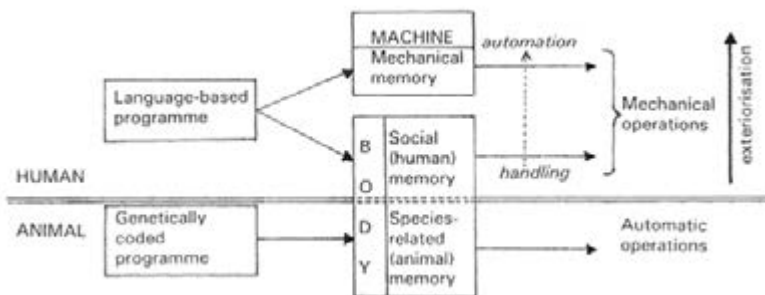 MACHINE
Mechanical
memory
automation
Language-based
programme
Mechanical
operations
exteriorisation
B
O
D
Y
Social
(human)
memory
handling
HUMAN
ANIMAL
Genetically
coded
programme
Species-
related
(animal)
memory
Automatic
operations